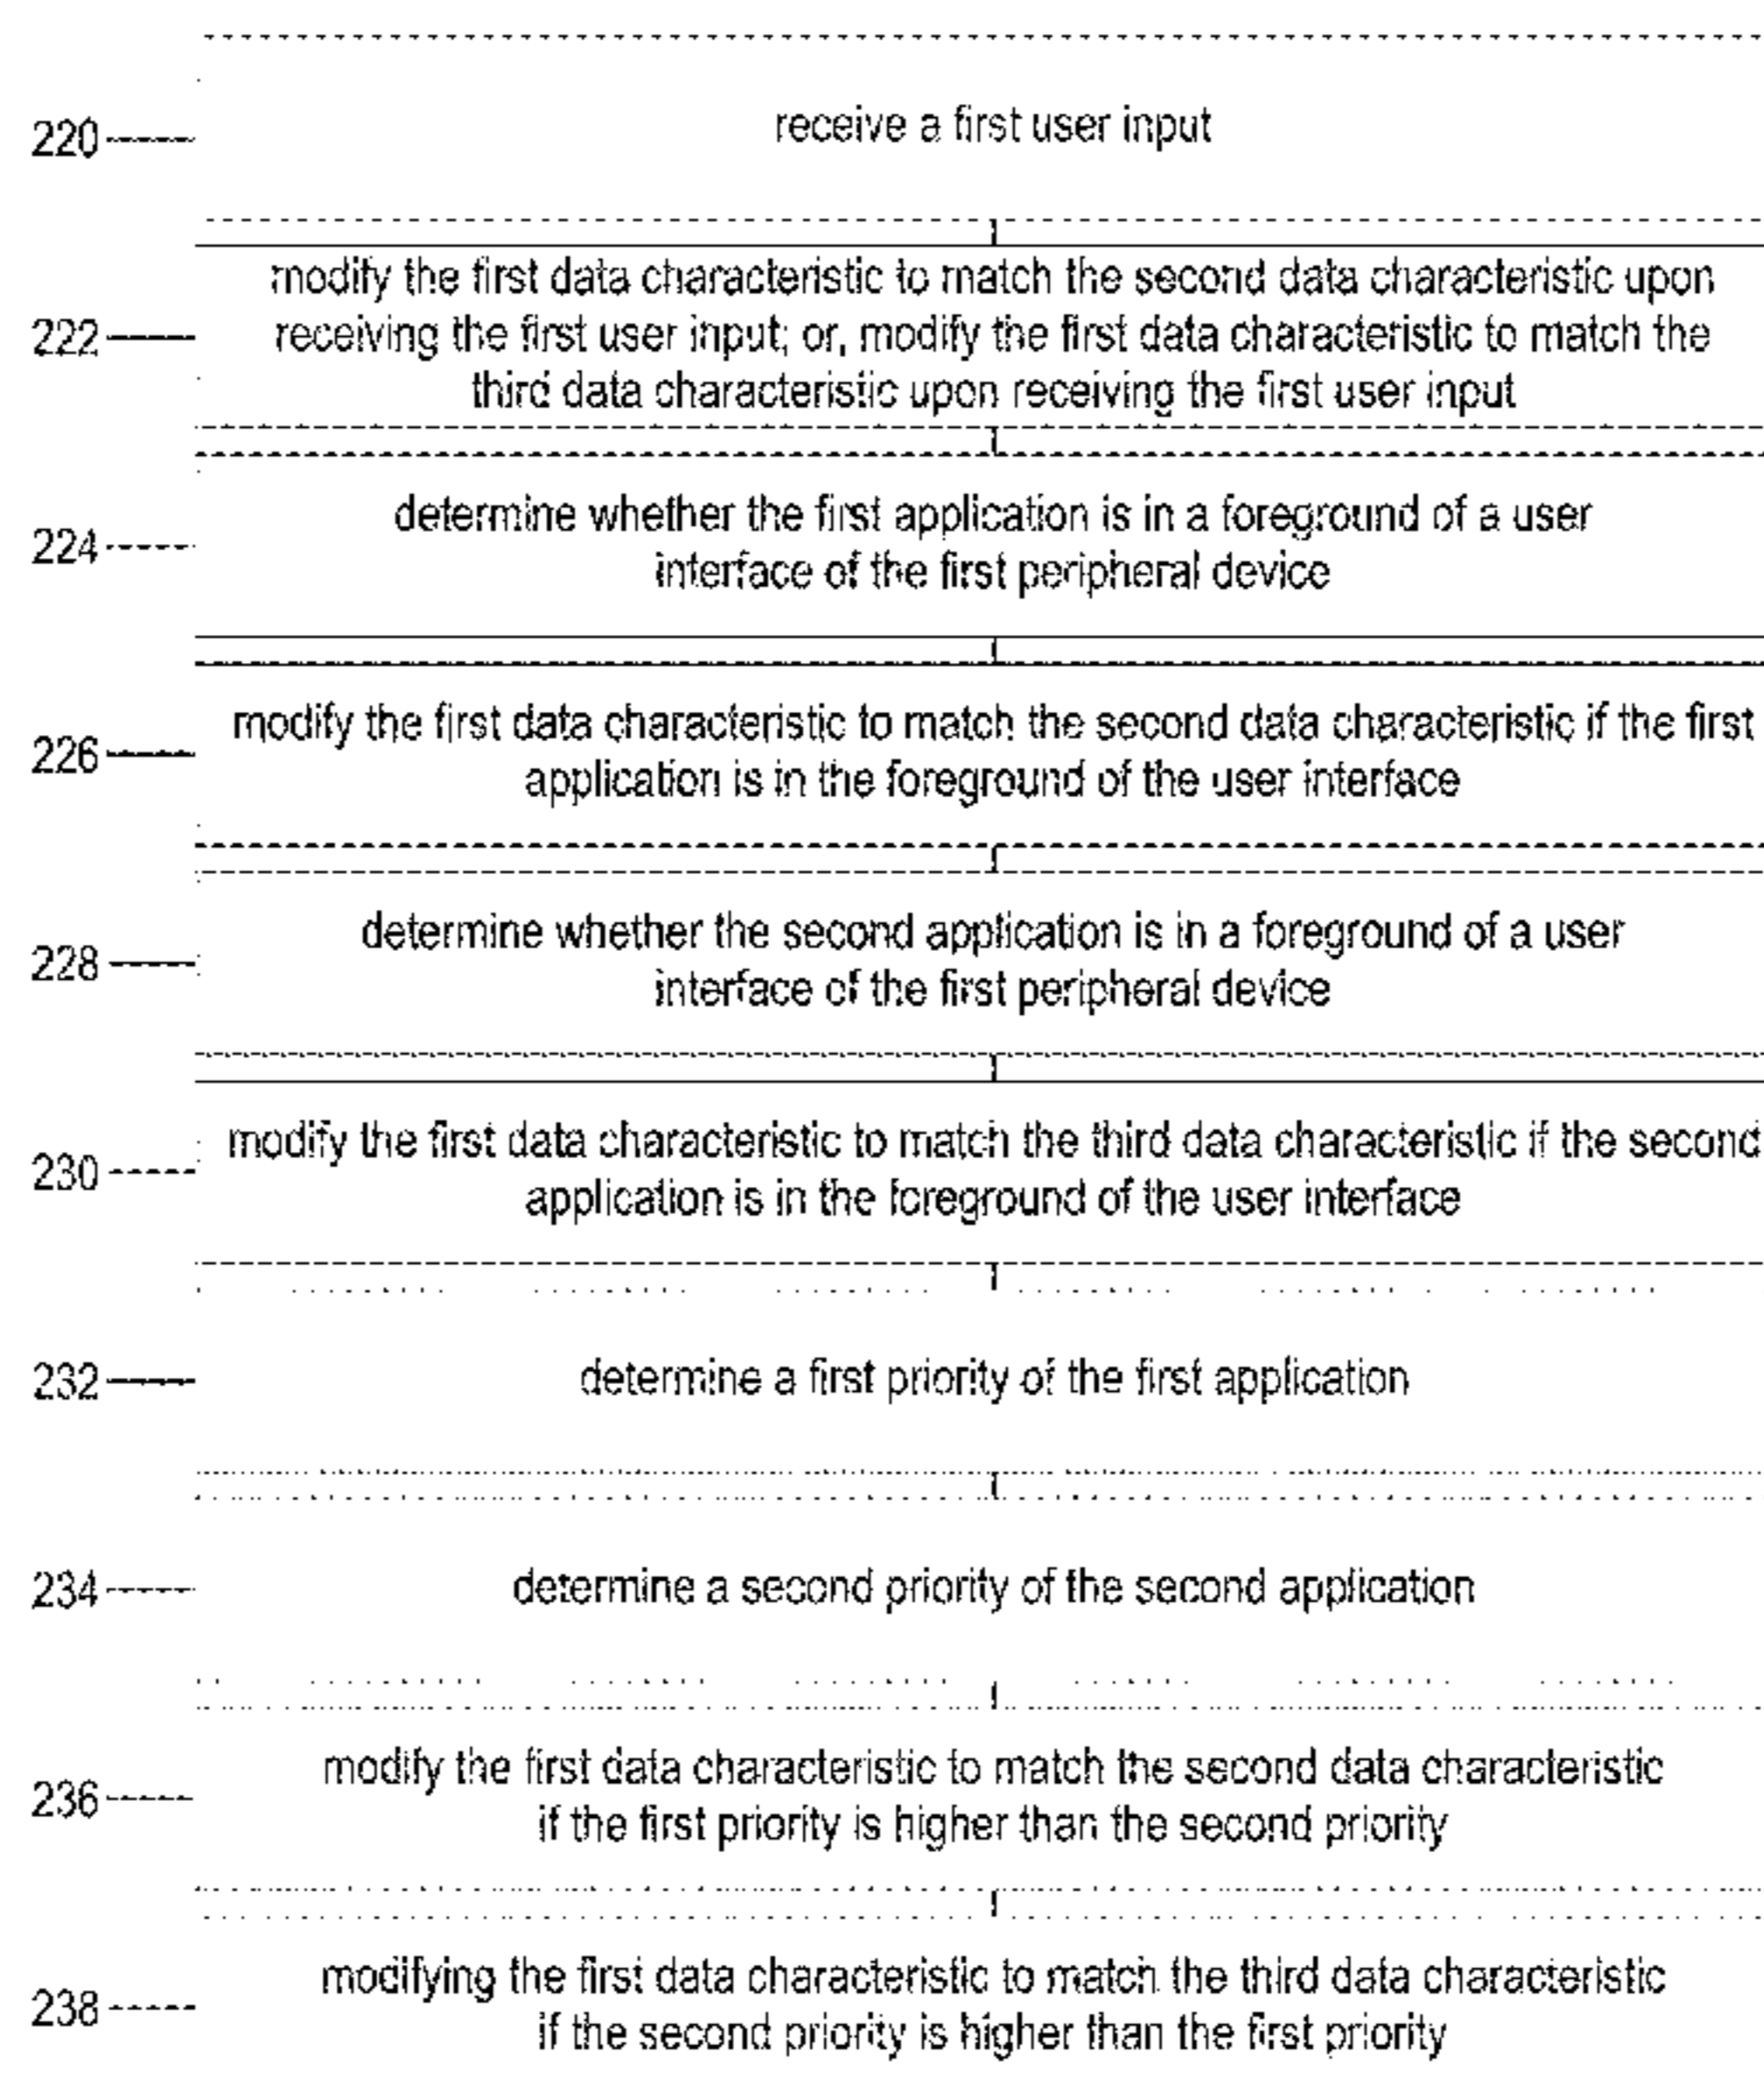 220
receive a first user input
222
modify the first data characteristic to match the second data characteristic upon
receiving the first user input; or, modify the first data characteristic to match the
third data characteristic upon receiving the first user input
224
determine whether the first application is in a foreground of a user
interface of the first peripheral device
226
modify the first data characteristic to match the second data characteristic if the first
application is in the foreground of the user interface
228
determine whether the second application is in a foreground of a user
interface of the first peripheral device
230
modify the first data characteristic to match the third data characteristic if the second
application is in the foreground of the user interface
232
determine a first priority of the first application
234
determine a second priority of the second application
236
modify the first data characteristic to match the second data characteristic
if the first priority is higher than the second priority
238
modifying the first data characteristic to match the third data characteristic
if the second priority is higher than the first priority